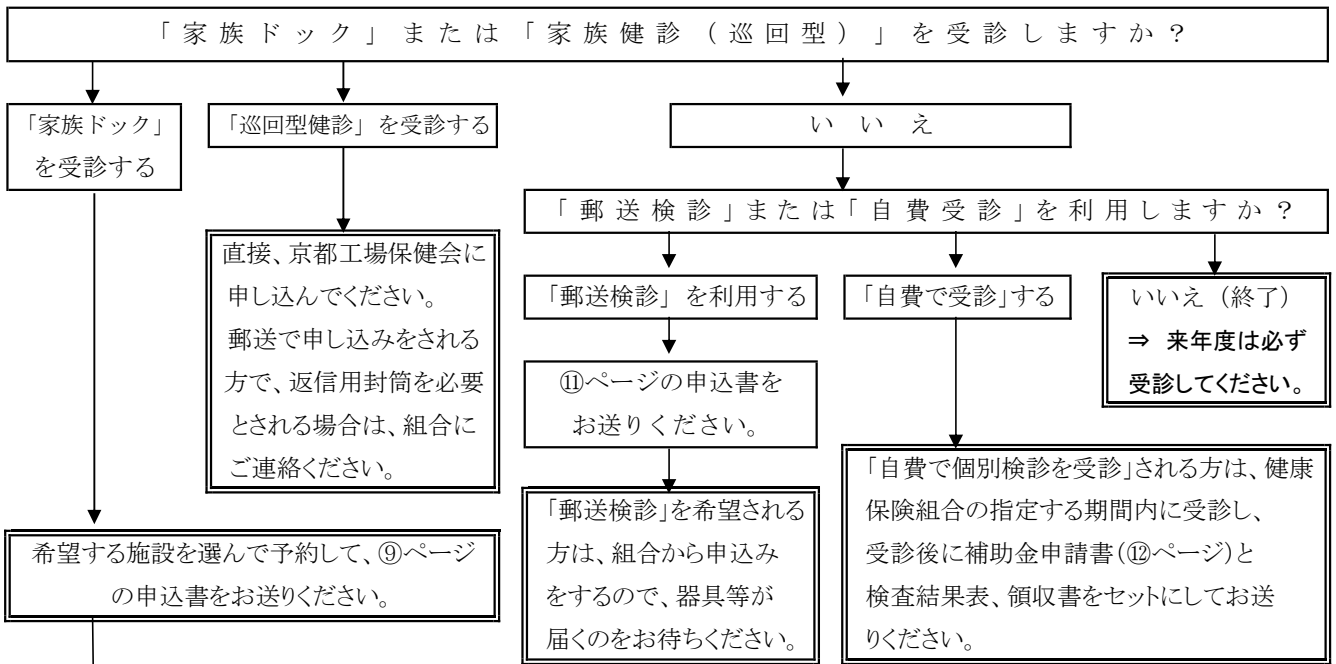 「家族ドック」または「家族健診（巡回型）」を受診しますか？
「家族ドック」
を受診する
「巡回型健診」を受診する
いいえ
「郵送検診」または「自費受診」を利用しますか？
直接、京都工場保健会に
申し込んでください。
郵送で申し込みをされる
方で、返信用封筒を必要
とされる場合は、組合に
ご連絡ください。
「郵送検診」を利用する
「自費で受診」する
いいえ（終了）
⇒ 来年度は必ず
受診してください。
⑪ページの申込書を
お送りください。
希望する施設を選んで予約して、⑨ページ
の申込書をお送りください。
「郵送検診」を希望される
方は、組合から申込み
をするので、器具等が
届くのをお待ちください。
「自費で個別検診を受診」される方は、健康
保険組合の指定する期間内に受診し、
受診後に補助金申請書(⑫ページ)と
検査結果表、領収書をセットにしてお送
りください。